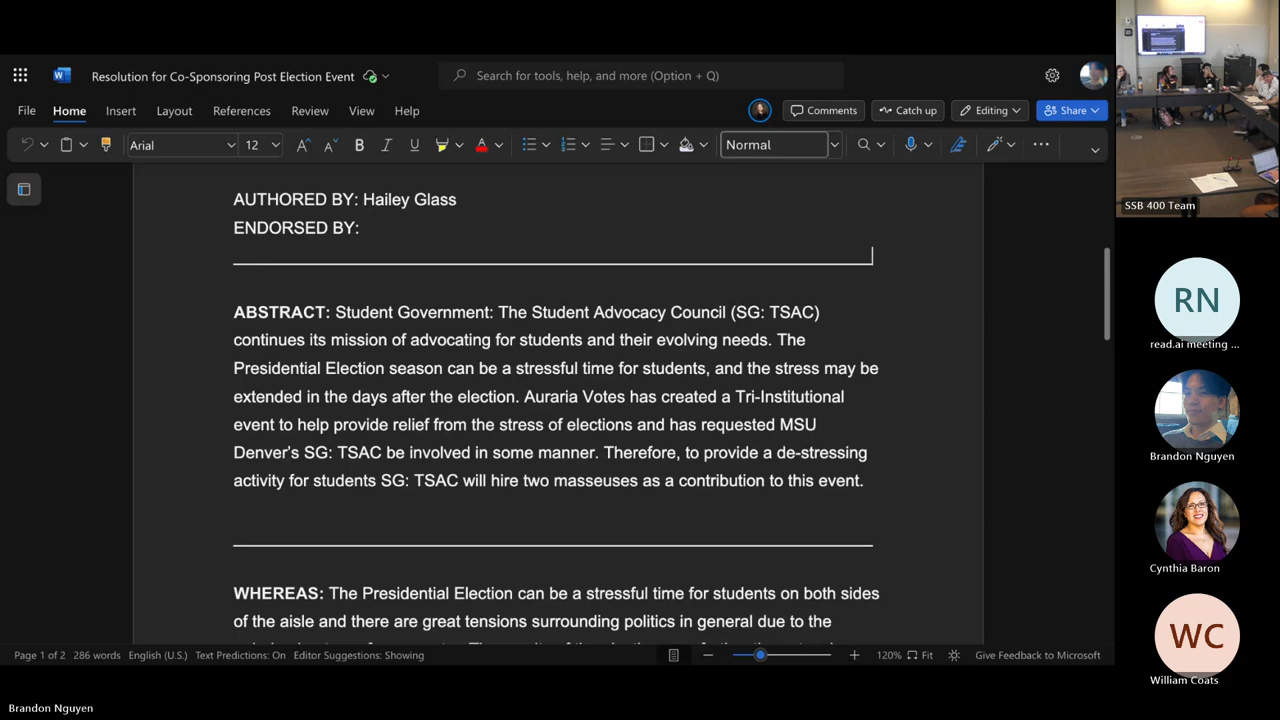 Resolution for Co-Sponsoring Post Election Event
Search for tools, help, and more (Option + Q)
File Home Insert Layout References Review View Help
Comments Catch up Editing Share
Arial 12 Normal
AUTHORED BY: Hailey Glass
ENDORSED BY:
ABSTRACT: Student Government: The Student Advocacy Council (SG: TSAC)
continues its mission of advocating for students and their evolving needs. The
Presidential Election season can be a stressful time for students, and the stress may be
extended in the days after the election. Auraria Votes has created a Tri-Institutional
event to help provide relief from the stress of elections and has requested MSU
Denver's SG: TSAC be involved in some manner. Therefore, to provide a de-stressing
activity for students SG: TSAC will hire two masseuses as a contribution to this event.
WHEREAS: The Presidential Election can be a stressful time for students on both sides
of the aisle and there are great tensions surrounding politics in general due to the
Page 1 of 2 286 words English (U.S.) Text Predictions: On Editor Suggestions: Showing
120% Fit Give Feedback to Microsoft
SSB 400 Team
RN
read.ai meeting ...
Brandon Nguyen
Cynthia Baron
WC
William Coats
Brandon Nguyen